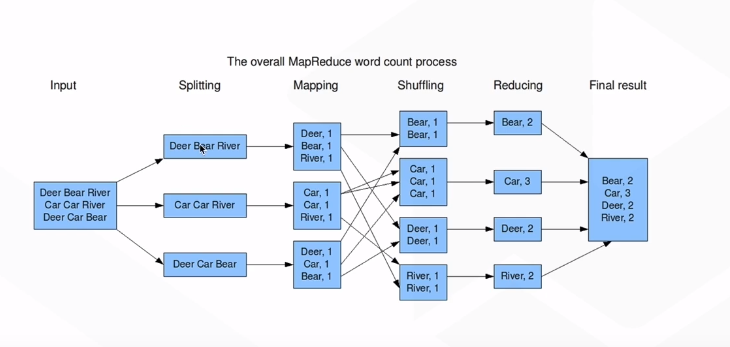 The overall MapReduce word count process
Input
Splitting
Mapping
Shuffling
Reducing
Final result
Deer Bear River
Car Car River
Deer Car Bear
Deer Bear River
Car Car River
Deer Car Bear
Deer, 1
Bear, 1
River, 1
Car, 1
Car, 1
River, 1
Deer, 1
Car, 1
Bear, 1
Bear, 1
Bear, 1
Car, 1
Car, 1
Car, 1
Deer, 1
Deer, 1
River, 1
River, 1
Bear, 2
Car, 3
Deer, 2
River, 2
Bear, 2
Car, 3
Deer, 2
River, 2